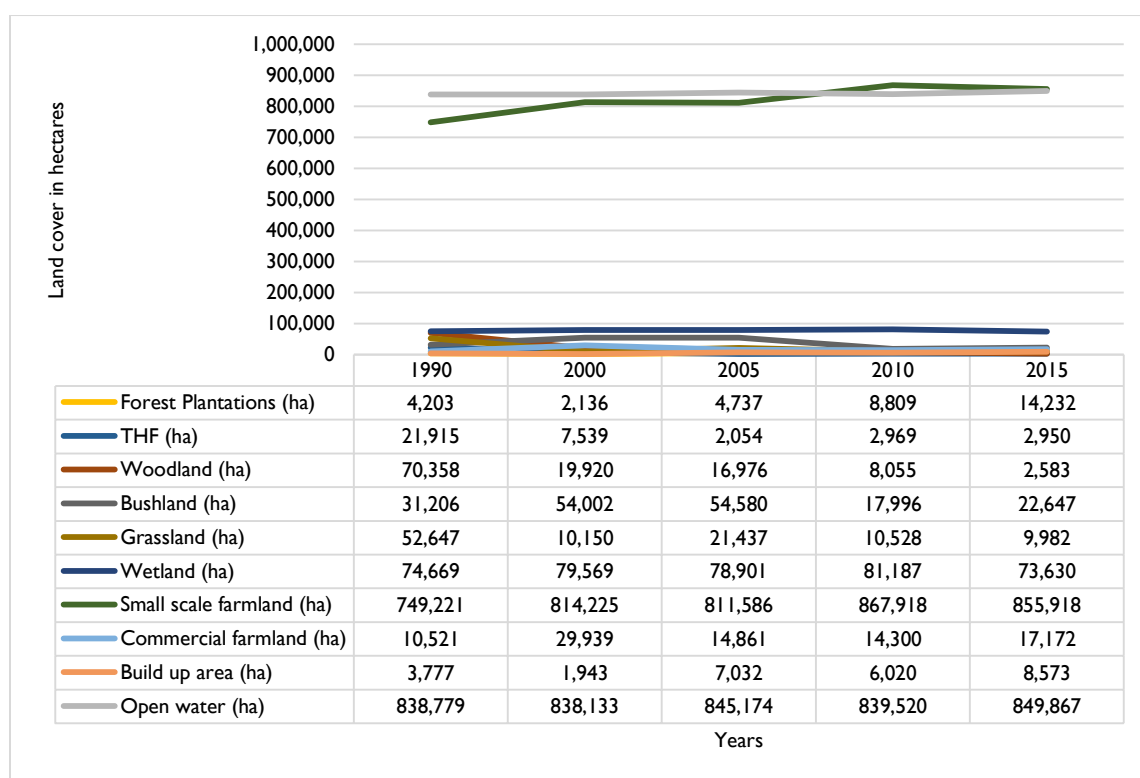 1,000,000
900,000
800,000
700,000
600,000
500,000
400,000
300,000
200,000
100,000
0
Land cover in hectares
1990 2000 2005 2010 2015
Forest Plantations (ha) 4,203 2,136 4,737 8,809 14,232
THF (ha) 21,915 7,539 2,054 2,969 2,950
Woodland (ha) 70,358 19,920 16,976 8,055 2,583
Bushland (ha) 31,206 54,002 54,580 17,996 22,647
Grassland (ha) 52,647 10,150 21,437 10,528 9,982
Wetland (ha) 74,669 79,569 78,901 81,187 73,630
Small scale farmland (ha) 749,221 814,225 811,586 867,918 855,918
Commercial farmland (ha) 10,521 29,939 14,861 14,300 17,172
Build up area (ha) 3,777 1,943 7,032 6,020 8,573
Open water (ha) 838,779 838,133 845,174 839,520 849,867
Years